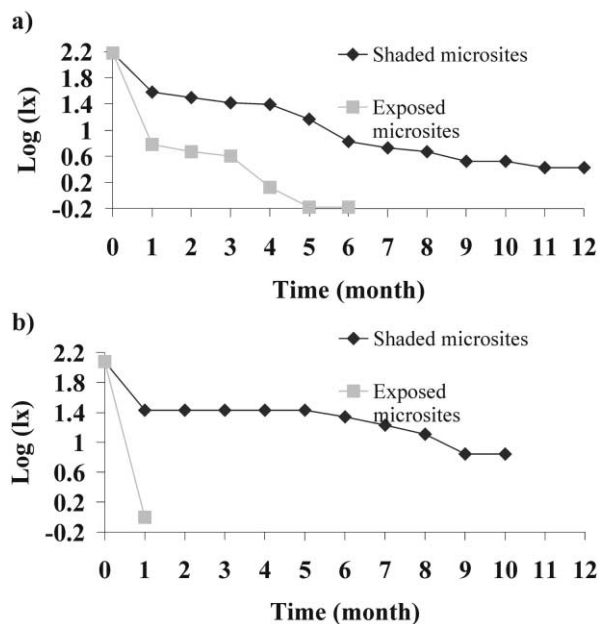 a)
2.2
1.8
1.4
1
0.6
0.2
-0.2
Log (lx)
Shaded microsites
Exposed
microsites
0 1 2 3 4 5 6 7 8 9 10 11 12
Time (month)
b)
2.2
1.8
1.4
1
0.6
0.2
-0.2
Log (lx)
Shaded microsites
Exposed
microsites
0 1 2 3 4 5 6 7 8 9 10 11 12
Time (month)